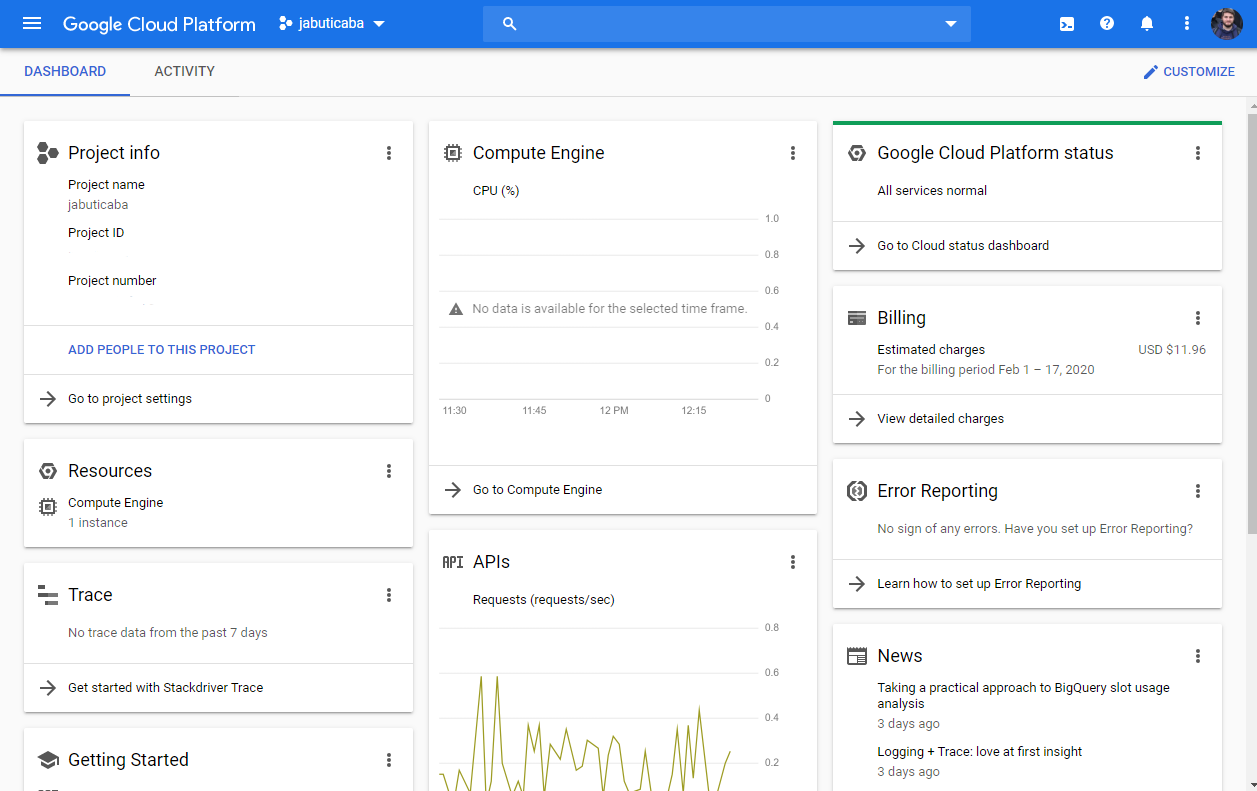 Google Cloud Platform
jabuticaba
DASHBOARD
ACTIVITY
CUSTOMIZE
Project info
Project name
jabuticaba
Project ID
Project number
ADD PEOPLE TO THIS PROJECT
Go to project settings
Resources
Compute Engine
1 instance
Trace
No trace data from the past 7 days
Get started with Stackdriver Trace
Getting Started
Compute Engine
CPU (%)
1.0
0.8
0.6
No data is available for the selected time frame.
0.4
0.2
0
11:30
11:45
12 PM
12:15
Go to Compute Engine
API
APIs
Requests (requests/sec)
0.8
0.6
0.4
0.2
Google Cloud Platform status
All services normal
Go to Cloud status dashboard
Billing
Estimated charges
USD $11.96
For the billing period Feb 1 – 17, 2020
View detailed charges
Error Reporting
No sign of any errors. Have you set up Error Reporting?
Learn how to set up Error Reporting
News
Taking a practical approach to BigQuery slot usage
analysis
3 days ago
Logging + Trace: love at first insight
3 days ago